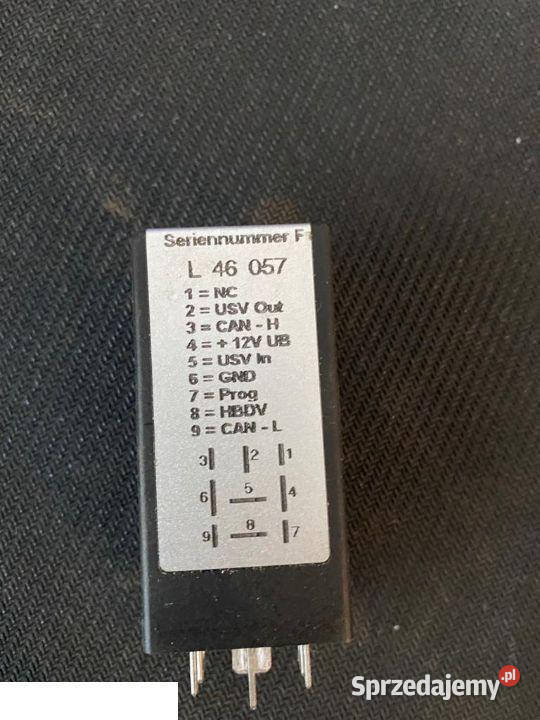 Seriennummer F
L 46 057
1 = NC
2 = USV Out
3 = CAN - H
4 = + 12V UB
5 = USV In
6 = GND
7 = Prog
8 = HBDV
9 = CAN - L
3 2 1
6 5 4
9 8 7
Sprzedajemy.pl